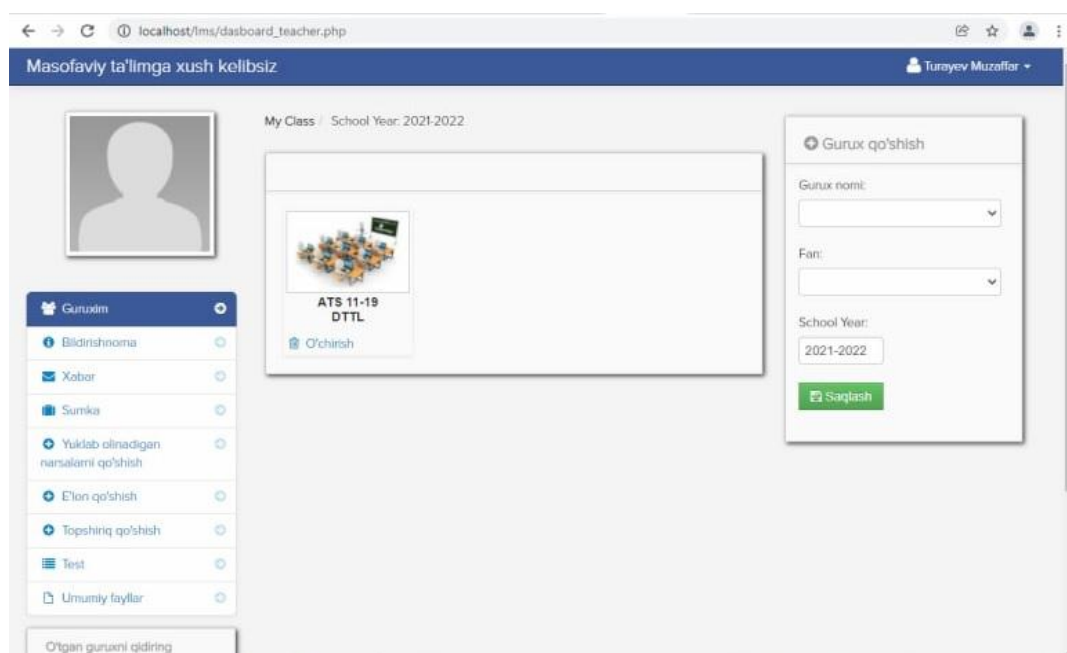 localhost/lms/dasboard_teacher.php
Masofaviy ta'limga xush kelibsiz
Turayev Muzaffar
My Class / School Year: 2021-2022
ATS 11-19
DTTL
O'chirish
Gurux qo'shish
Gurux nomi:
Fan:
School Year:
2021-2022
Saqlash
Guruxim
Bildirishnoma
Xabar
Sumka
Yuklab olinadigan
narsalarni qo'shish
E'lon qo'shish
Topshiriq qo'shish
Test
Umumiy fayllar
O'tgan guruxni qidiring